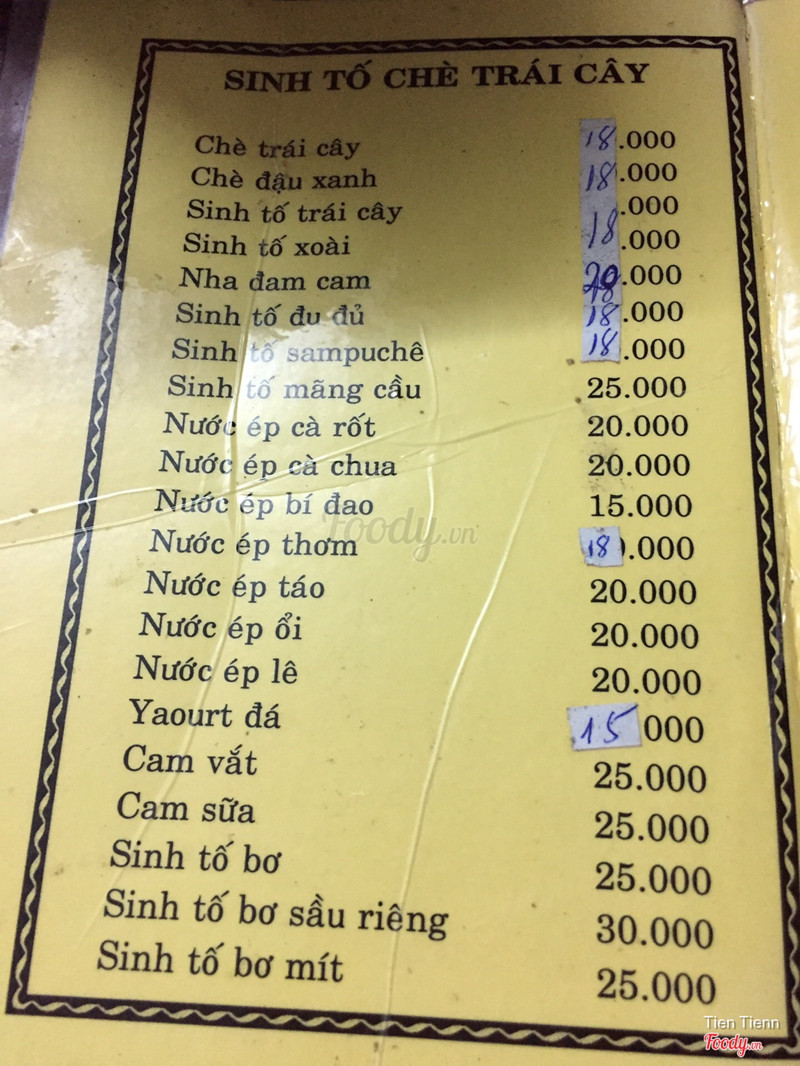 SINH TỐ CHÈ TRÁI CÂY
Chè trái cây 18.000
Chè đậu xanh 18.000
Sinh tố trái cây .000
Sinh tố xoài 18.000
Nha đam cam 20.000
Sinh tố đu đủ 18.000
Sinh tố sampuchê 18.000
Sinh tố mãng cầu 25.000
Nước ép cà rốt 20.000
Nước ép cà chua 20.000
Nước ép bí đao 15.000
Nước ép thơm 18.000
Nước ép táo 20.000
Nước ép ổi 20.000
Nước ép lê 20.000
Yaourt đá 15 000
Cam vắt 25.000
Cam sữa 25.000
Sinh tố bơ 25.000
Sinh tố bơ sầu riêng 30.000
Sinh tố bơ mít 25.000
Foody.vn
Tien Tienn
Foody.vn